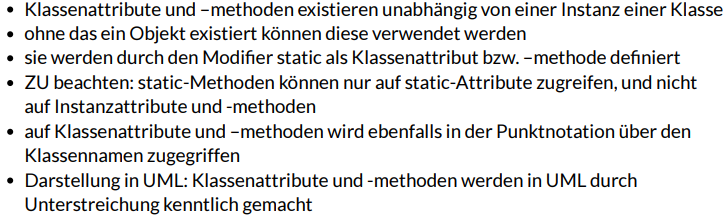 • Klassenattribute und –methoden existieren unabhängig von einer Instanz einer Klasse
• ohne das ein Objekt existiert können diese verwendet werden
• sie werden durch den Modifier static als Klassenattribut bzw. –methode definiert
• ZU beachten: static-Methoden können nur auf static-Attribute zugreifen, und nicht
auf Instanzattribute und -methoden
• auf Klassenattribute und –methoden wird ebenfalls in der Punktnotation über den
Klassennamen zugegriffen
• Darstellung in UML: Klassenattribute und -methoden werden in UML durch
Unterstreichung kenntlich gemacht